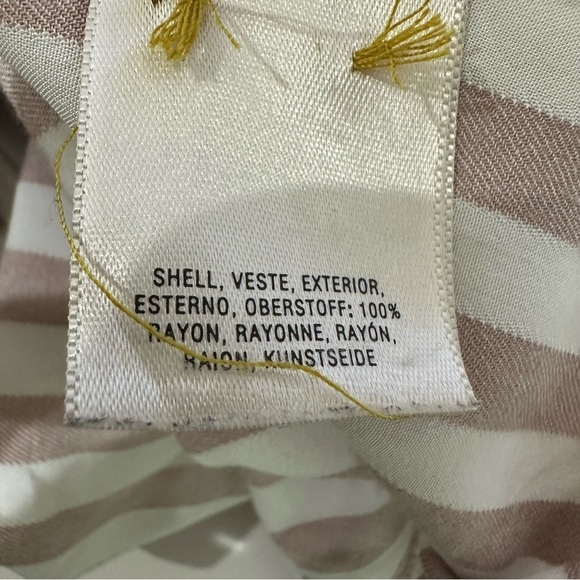 SHELL, VESTE, EXTERIOR,
ESTERNO, OBERSTOFF: 100%
RAYON, RAYONNE, RAYÓN,
RAION, KUNSTSEIDE